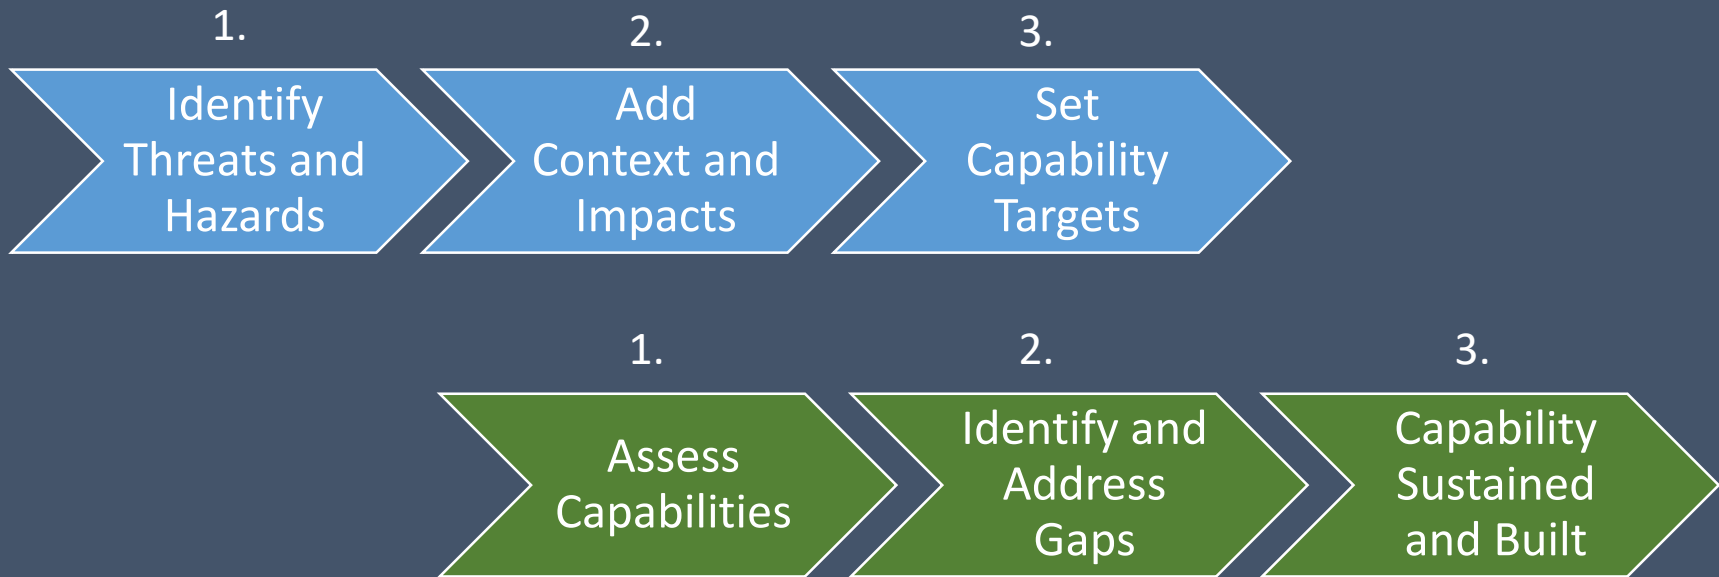 1.
Identify
Threats and
Hazards
2.
Add
Context and
Impacts
3.
Set
Capability
Targets
1.
Assess
Capabilities
2.
Identify and
Address
Gaps
3.
Capability
Sustained
and Built